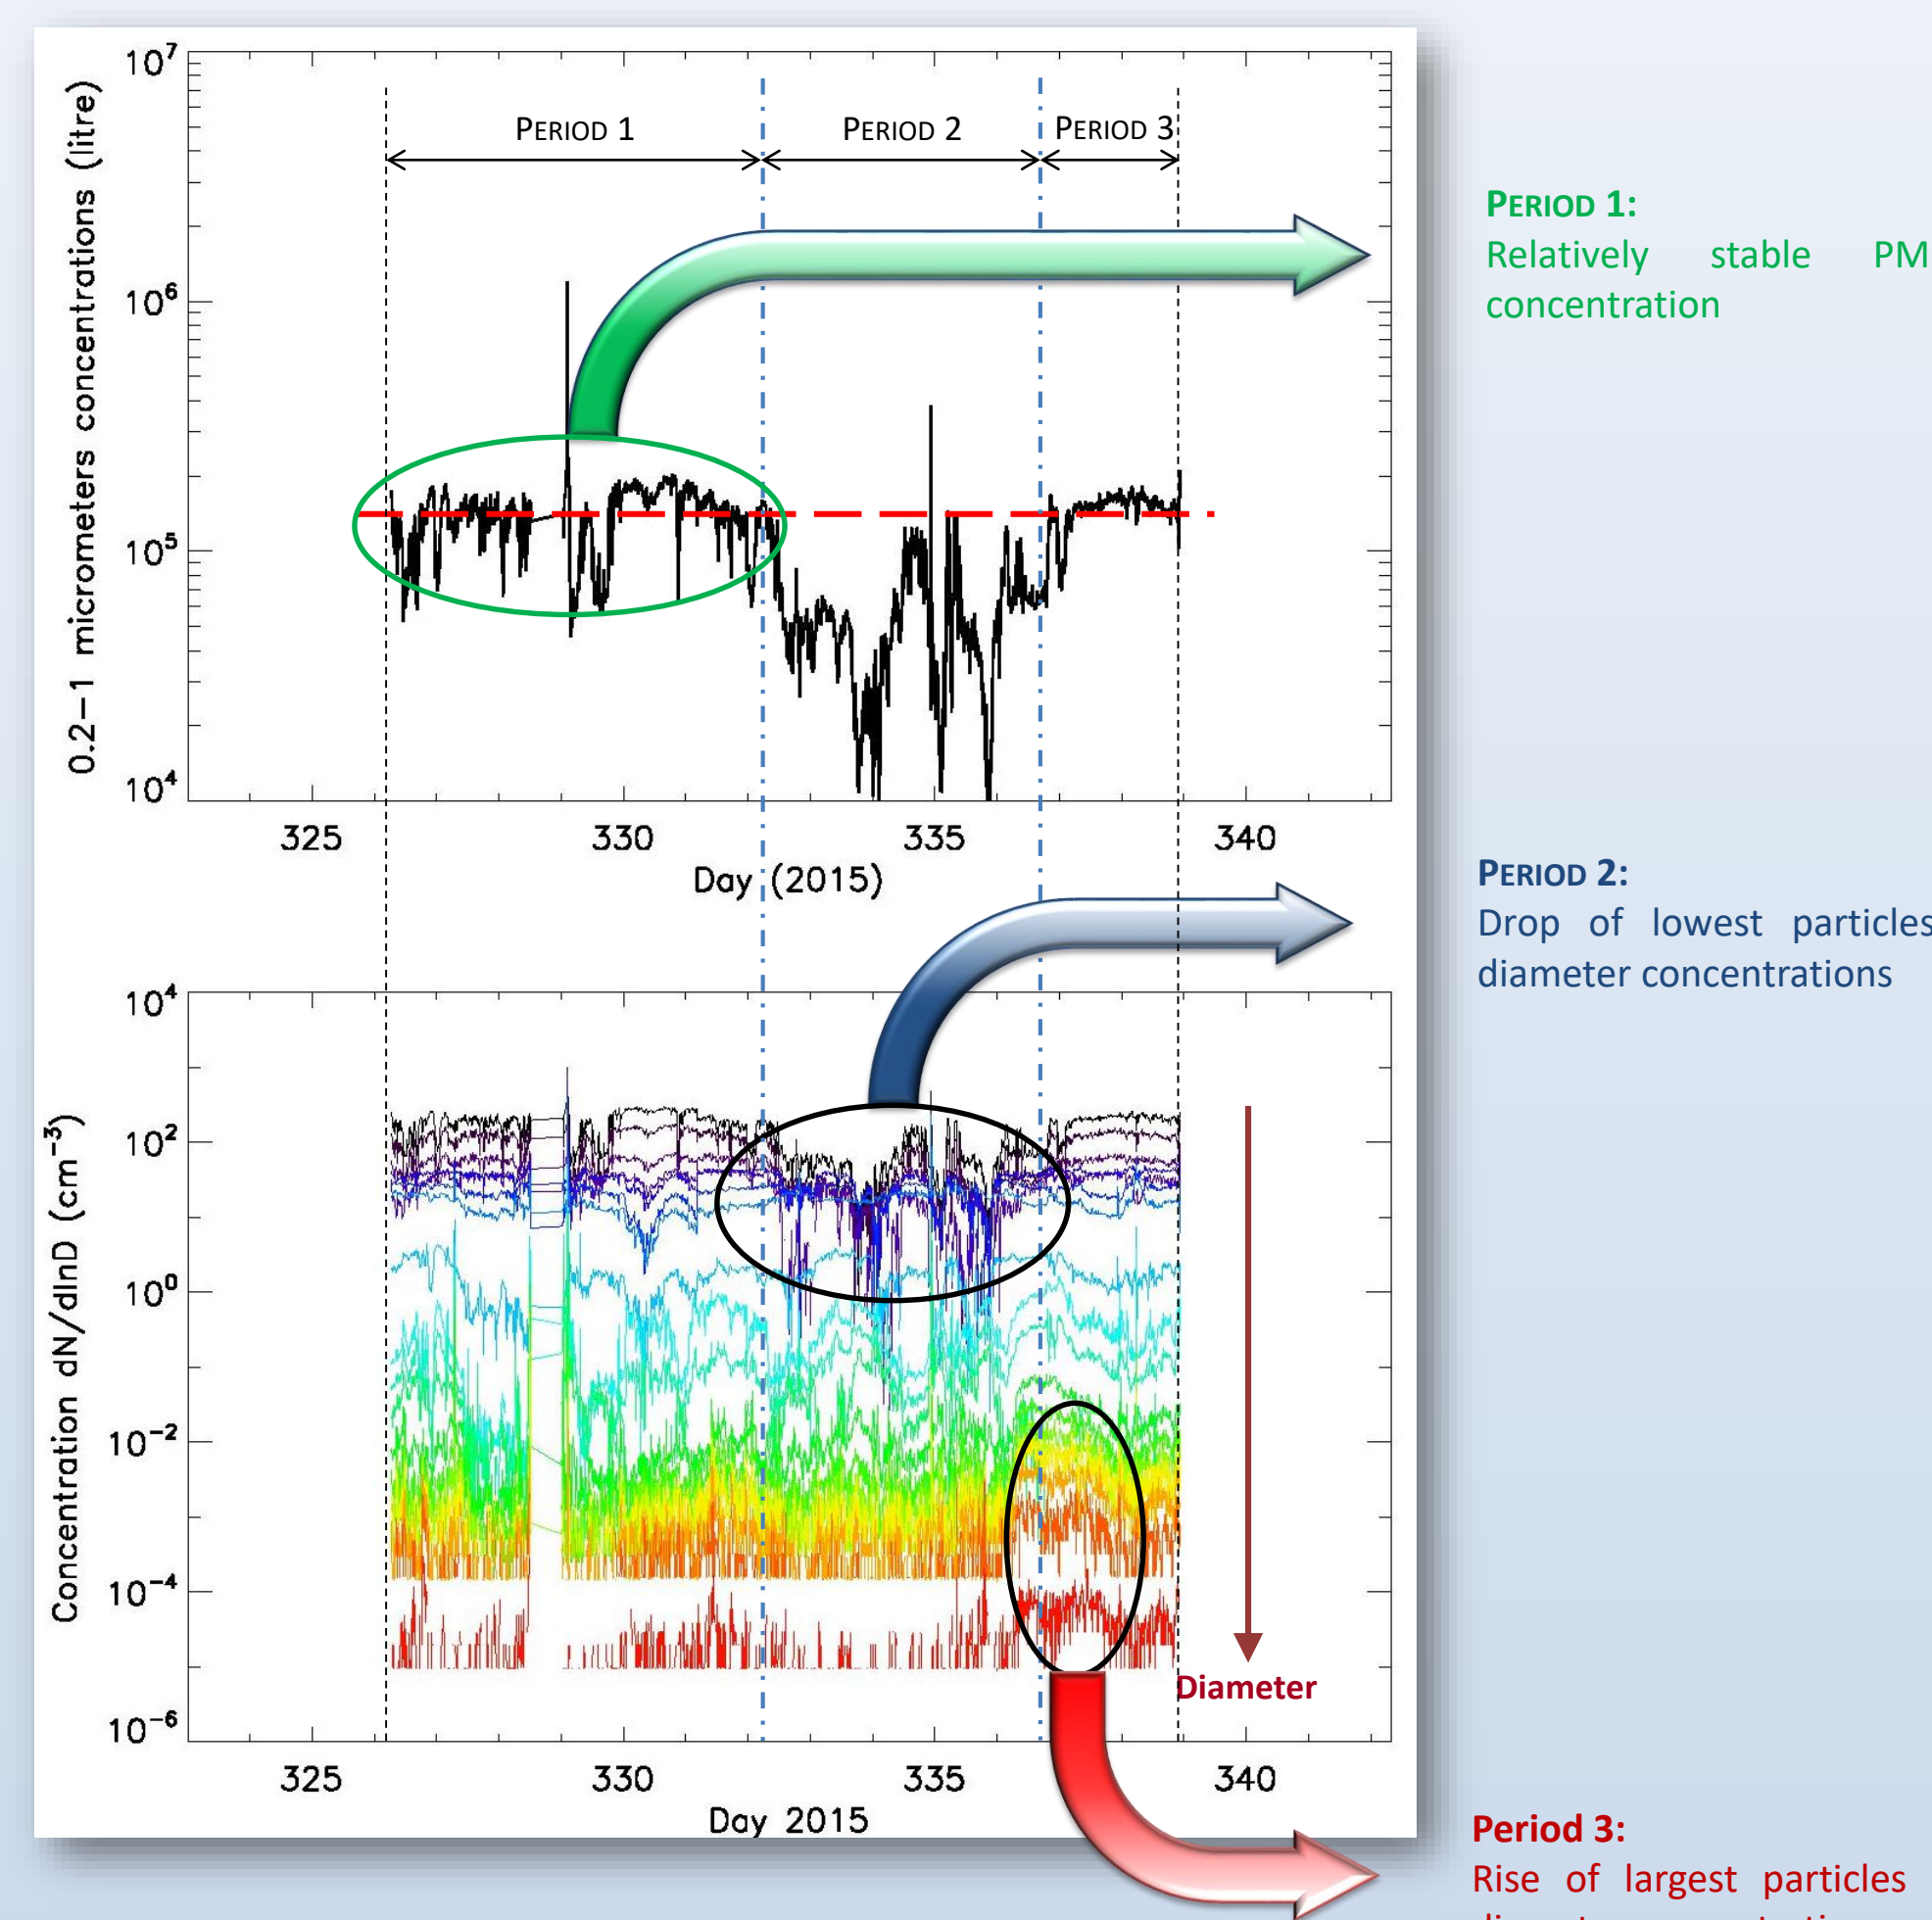 10⁷
PERIOD 1
PERIOD 2
PERIOD 3
10⁶
10⁵
10⁴
0.2–1 micrometers concentrations (litre)
325
330
335
340
Day (2015)
PERIOD 1:
Relatively stable PM
concentration
PERIOD 2:
Drop of lowest particles
diameter concentrations
10⁴
10²
10⁰
10⁻²
10⁻⁴
10⁻⁶
Concentration dN/dlnD (cm⁻³)
Diameter
325
330
335
340
Day 2015
Period 3:
Rise of largest particles